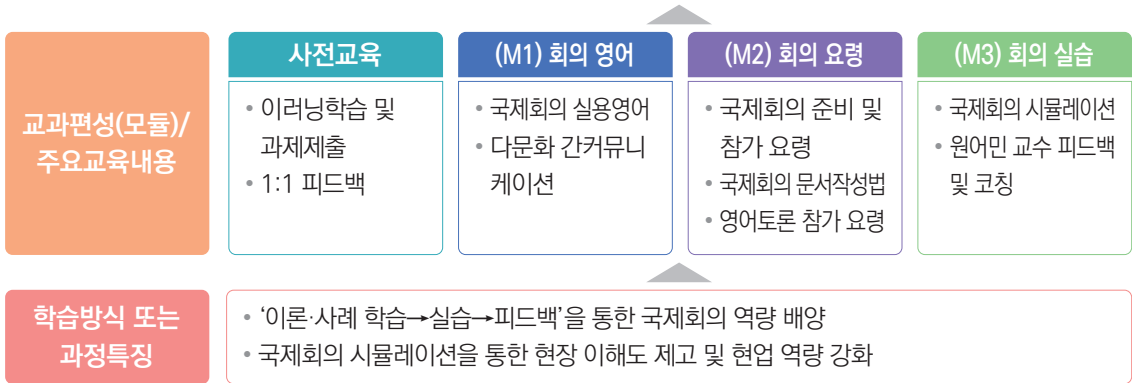 교과편성(모듈)/
주요교육내용
사전교육
• 이러닝학습 및
과제제출
• 1:1 피드백
(M1) 회의 영어
• 국제회의 실용영어
• 다문화 간커뮤니
케이션
(M2) 회의 요령
• 국제회의 준비 및
참가 요령
• 국제회의 문서작성법
• 영어토론 참가 요령
(M3) 회의 실습
• 국제회의 시뮬레이션
• 원어민 교수 피드백
및 코칭
학습방식 또는
과정특징
• ‘이론·사례 학습→실습→피드백’을 통한 국제회의 역량 배양
• 국제회의 시뮬레이션을 통한 현장 이해도 제고 및 현업 역량 강화